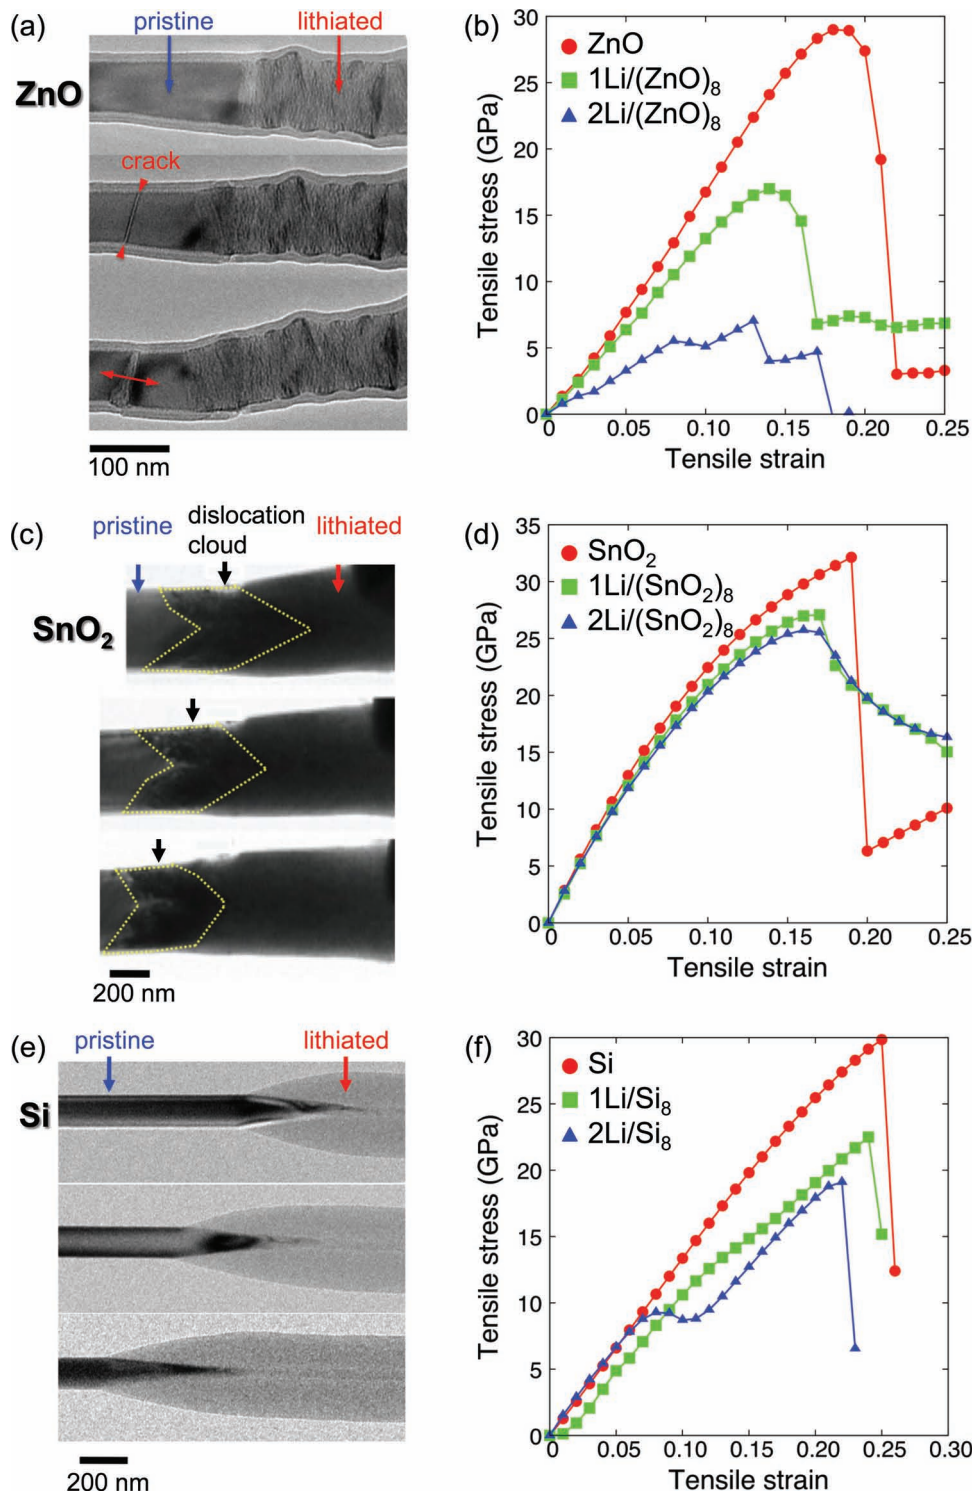 (a)
pristine
lithiated
ZnO
crack
100 nm
(b)
30
25
20
15
10
5
0
Tensile stress (GPa)
ZnO
1Li/(ZnO)8
2Li/(ZnO)8
0 0.05 0.10 0.15 0.20 0.25
Tensile strain
(c)
pristine
dislocation
cloud
lithiated
SnO2
200 nm
(d)
35
30
25
20
15
10
5
0
Tensile stress (GPa)
SnO2
1Li/(SnO2)8
2Li/(SnO2)8
0 0.05 0.10 0.15 0.20 0.25
Tensile strain
(e)
pristine
lithiated
Si
200 nm
(f)
30
25
20
15
10
5
0
Tensile stress (GPa)
Si
1Li/Si8
2Li/Si8
0 0.05 0.10 0.15 0.20 0.25 0.30
Tensile strain